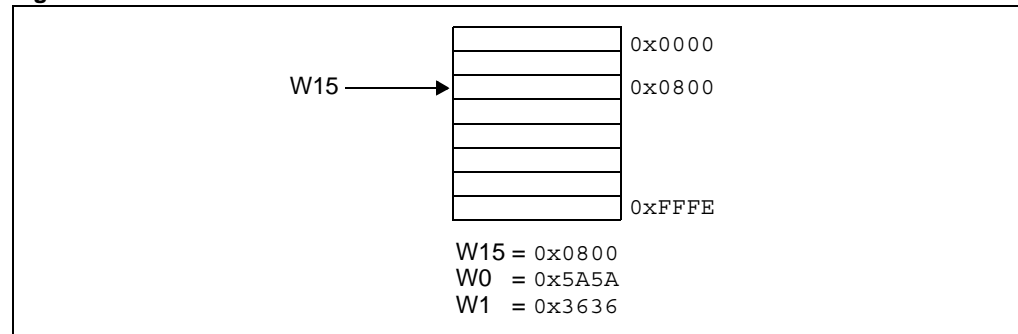 0x0000
W15
0x0800
0xFFFE
W15 = 0x0800
W0 = 0x5A5A
W1 = 0x3636